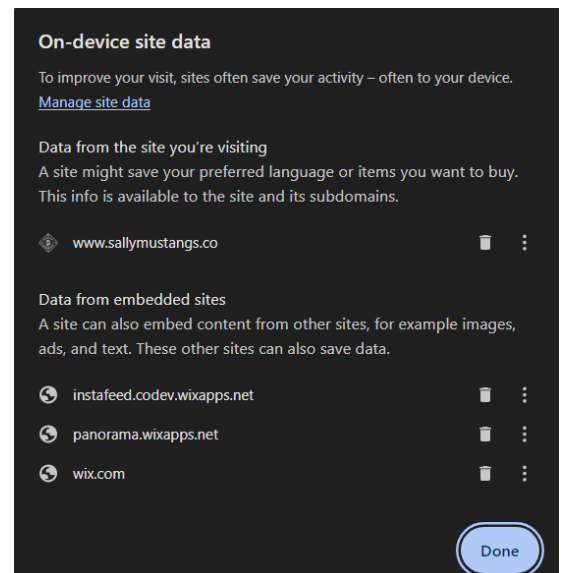 On-device site data
To improve your visit, sites often save your activity – often to your device.
Manage site data
Data from the site you're visiting
A site might save your preferred language or items you want to buy.
This info is available to the site and its subdomains.
www.sallymustangs.co
Data from embedded sites
A site can also embed content from other sites, for example images,
ads, and text. These other sites can also save data.
instafeed.codev.wixapps.net
panorama.wixapps.net
wix.com
Done